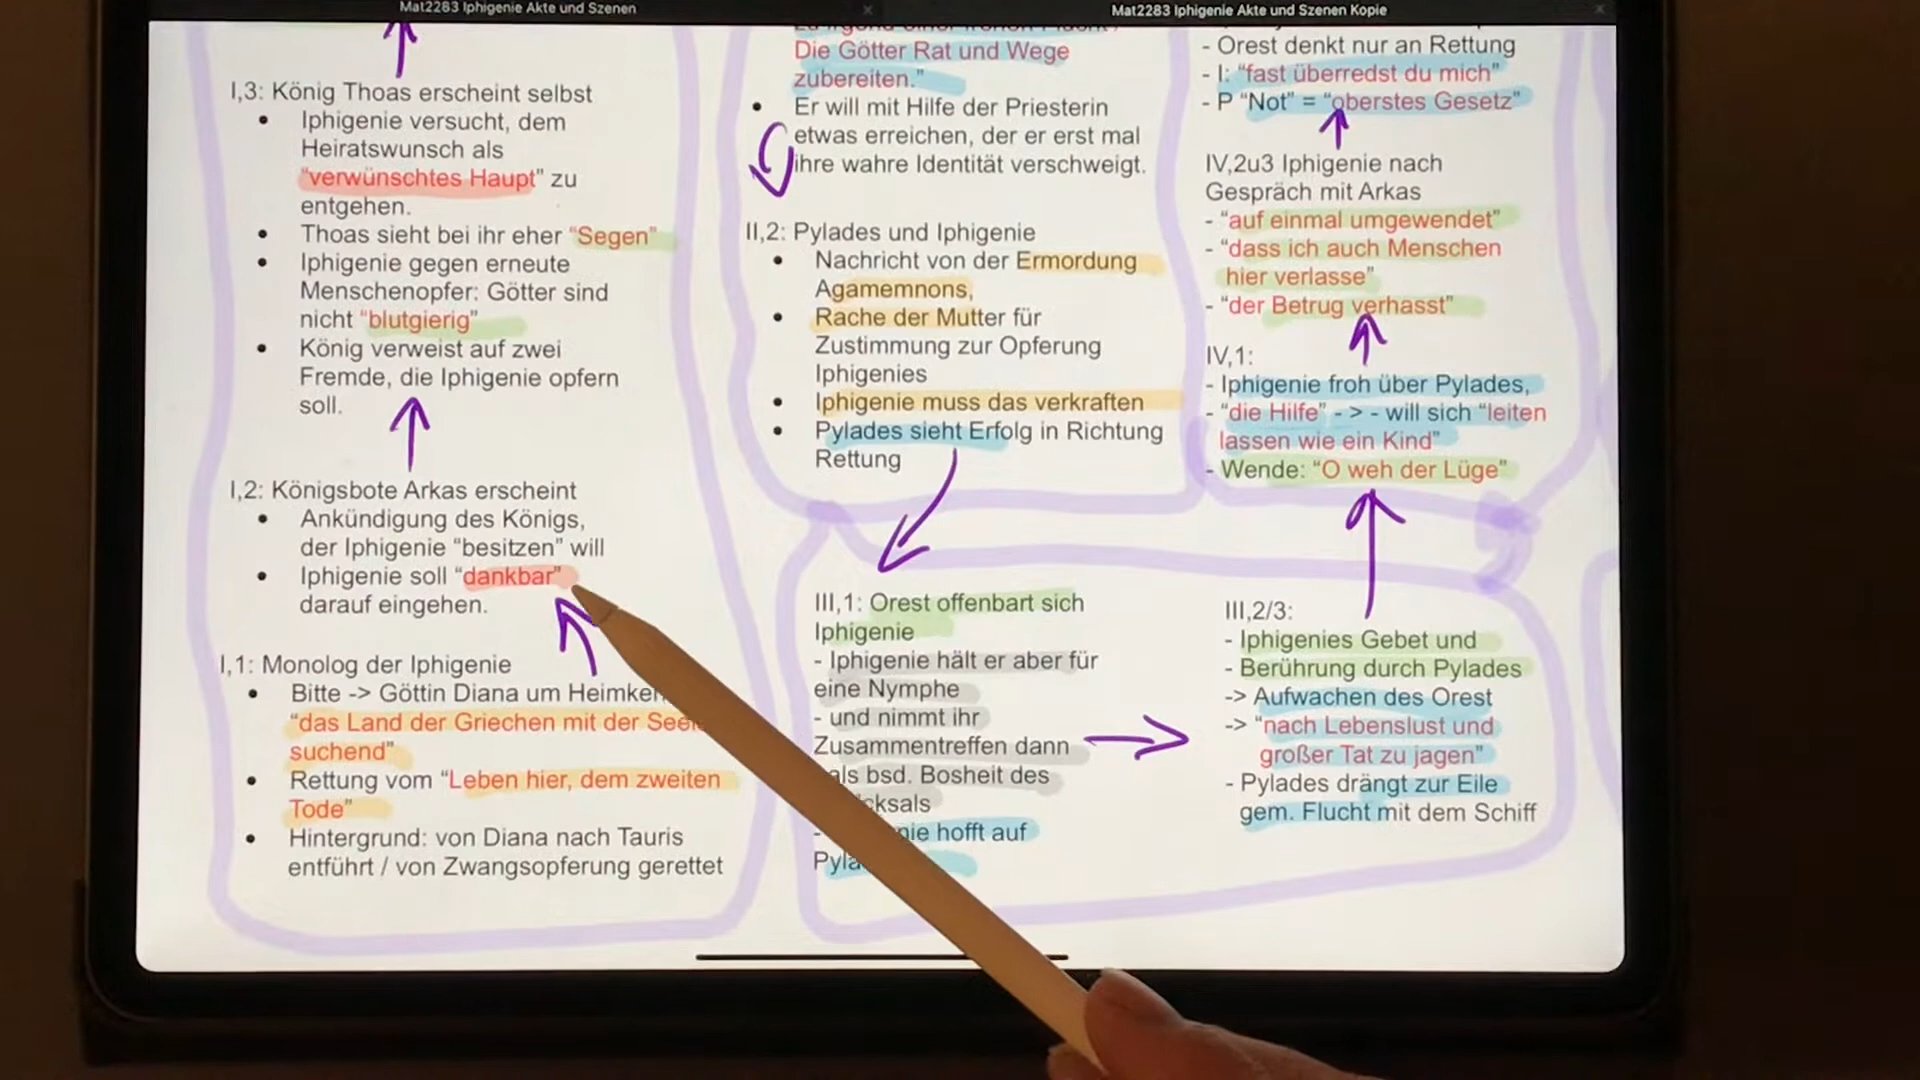 Mat2283 Iphigenie Akte und Szenen
Mat2283 Iphigenie Akte und Szenen Kopie
I,3: König Thoas erscheint selbst
• Iphigenie versucht, dem
Heiratswunsch als
“verwünschtes Haupt” zu
entgehen.
• Thoas sieht bei ihr eher “Segen”
• Iphigenie gegen erneute
Menschenopfer: Götter sind
nicht “blutgierig”
• König verweist auf zwei
Fremde, die Iphigenie opfern
soll.
I,2: Königsbote Arkas erscheint
• Ankündigung des Königs,
der Iphigenie “besitzen” will
• Iphigenie soll “dankbar”
darauf eingehen.
I,1: Monolog der Iphigenie
• Bitte -> Göttin Diana um
“das Land der Griechen mit der
suchend”
• Rettung vom “Leben hier, dem zweiten
Tode”
• Hintergrund: von Diana nach Tauris
entführt / von Zwangsopferung gerettet
Die Götter Rat und Wege
zubereiten.”
• Er will mit Hilfe der Priesterin
etwas erreichen, der er erst mal
ihre wahre Identität verschweigt.
II,2: Pylades und Iphigenie
• Nachricht von der Ermordung
Agamemnons,
• Rache der Mutter für
Zustimmung zur Opferung
Iphigenies
• Iphigenie muss das verkraften
• Pylades sieht Erfolg in Richtung
Rettung
III,1: Orest offenbart sich
Iphigenie
- Iphigenie hält er aber für
eine Nymphe
- und nimmt ihr
Zusammentreffen dann
als bsd. Bosheit des
hofft auf
- Orest denkt nur an Rettung
- I: “fast überredst du mich”
- P “Not” = “oberstes Gesetz”
IV,2u3 Iphigenie nach
Gespräch mit Arkas
- “auf einmal umgewendet”
- “dass ich auch Menschen
hier verlasse”
- “der Betrug verhasst”
IV,1:
- Iphigenie froh über Pylades,
- “die Hilfe” - > - will sich “leiten
lassen wie ein Kind”
- Wende: “O weh der Lüge”
III,2/3:
- Iphigenies Gebet und
- Berührung durch Pylades
-> Aufwachen des Orest
-> “nach Lebenslust und
großer Tat zu jagen”
- Pylades drängt zur Eile
gem. Flucht mit dem Schiff